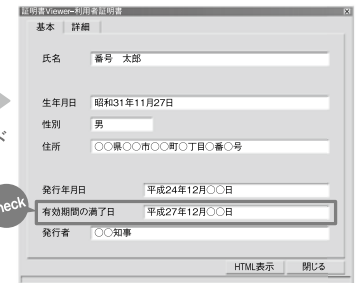 証明書Viewer-利用者証明書
基本 詳細
氏名 番号 太郎
生年月日 昭和31年11月27日
性別 男
住所 ○○県○○市○○町○丁目○番○号
ド
発行年月日 平成24年12月○○日
heck
有効期間の満了日 平成27年12月○○日
発行者 ○○知事
HTML表示 閉じる